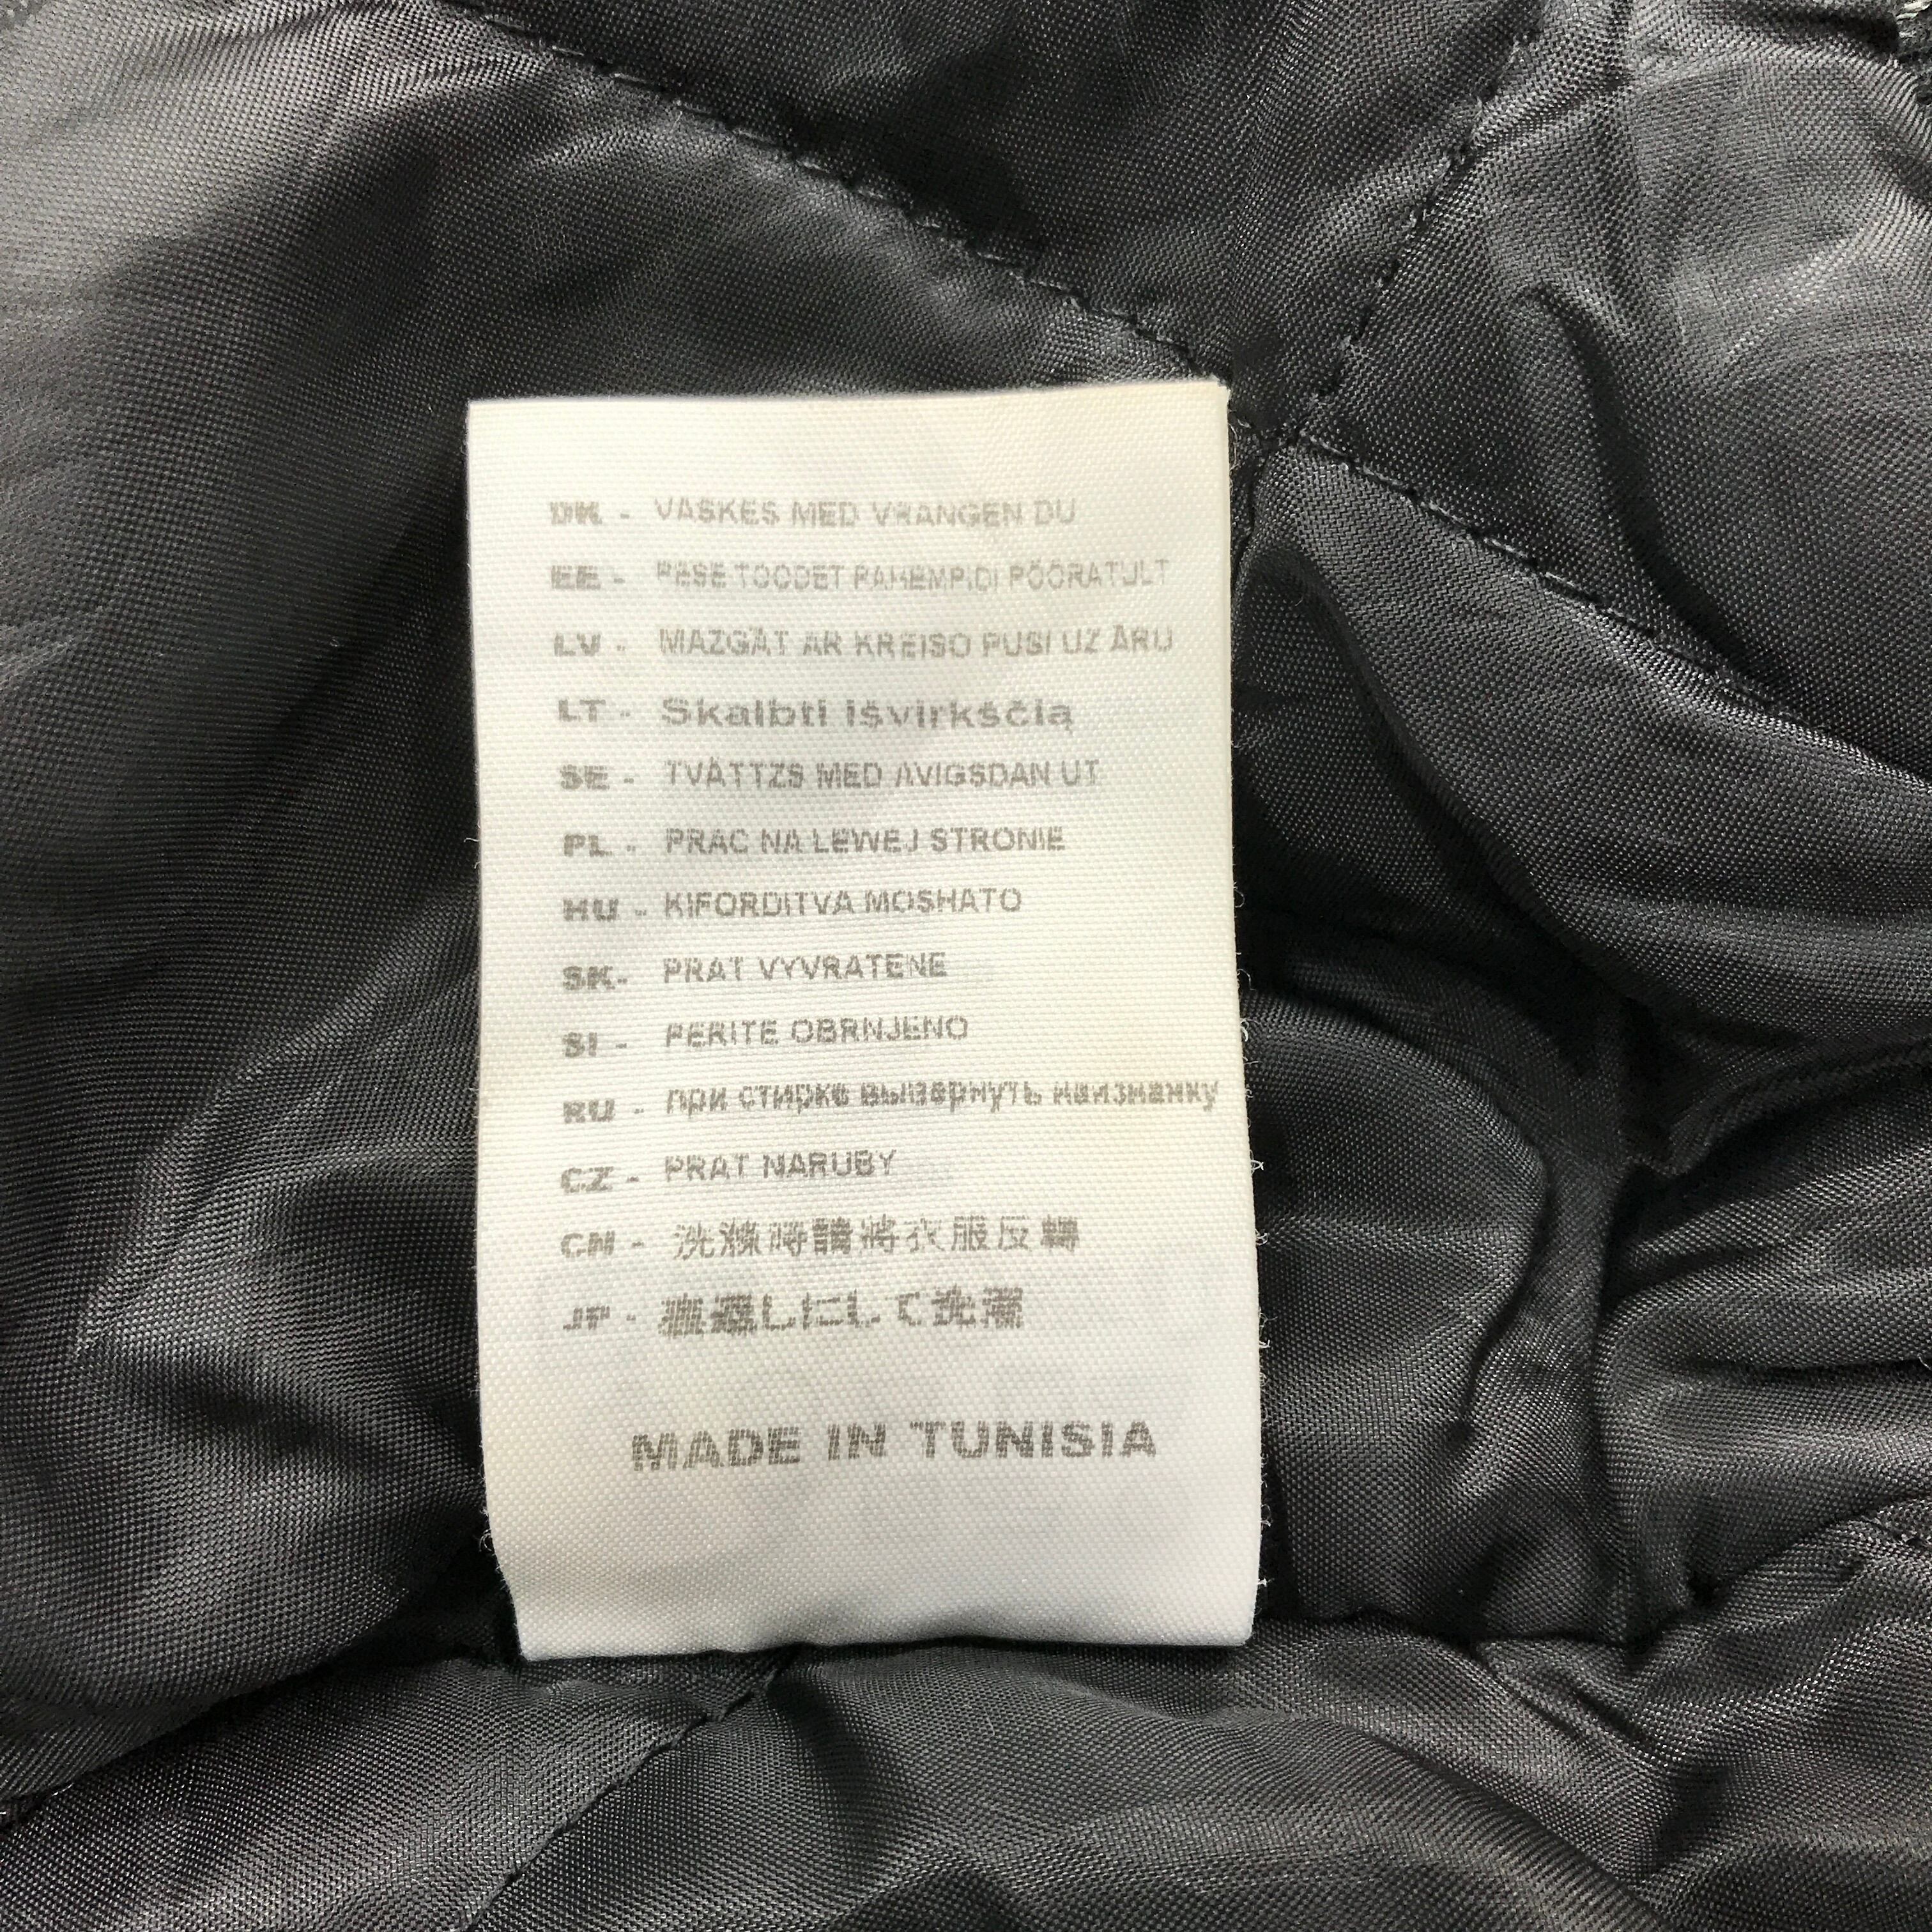 DK - VASKES MED VRANGEN DU
EE - PESE TOODET PAHEMPIDI PÖÖRATULT
LV - MAZGĀT AR KREISO PUSI UZ ĀRU
LT - Skalbti išvirkščią
SE - TVÄTTZS MED AVIGSDAN UT
PL - PRAC NA LEWEJ STRONIE
HU - KIFORDITVA MOSHATO
SK- PRAT VYVRATENE
SI - PERITE OBRNJENO
RU - при стирке вывернуть наизнанку
CZ - PRAT NARUBY
CN - 洗滌時請將衣服反轉
JP - 裏返しにして洗濯
MADE IN TUNISIA